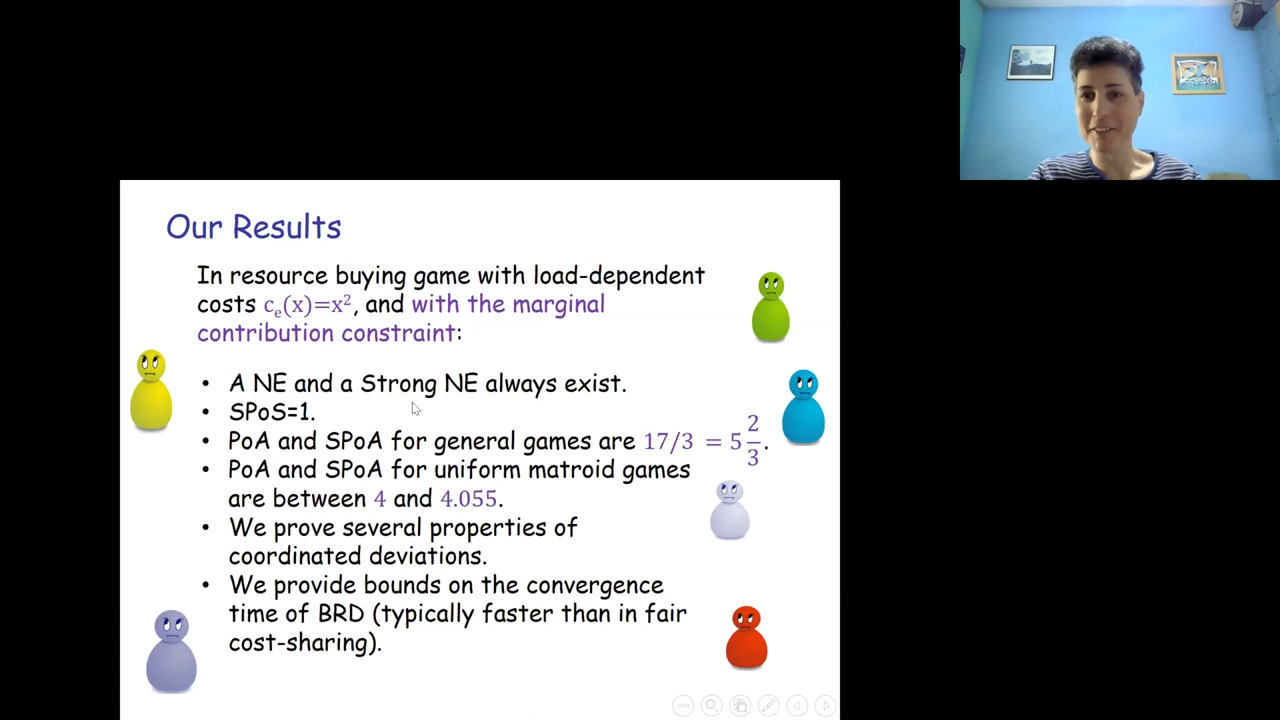 Our Results
In resource buying game with load-dependent
costs cₑ(x)=x², and with the marginal
contribution constraint:
• A NE and a Strong NE always exist.
• SPoS=1.
• PoA and SPoA for general games are 17/3 = 5 2/3.
• PoA and SPoA for uniform matroid games
are between 4 and 4.055.
• We prove several properties of
coordinated deviations.
• We provide bounds on the convergence
time of BRD (typically faster than in fair
cost-sharing).